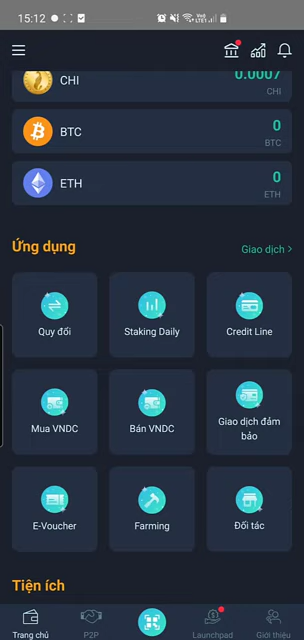 15:12
CHI
0.0007
CHI
BTC
0
BTC
ETH
0
ETH
Ứng dụng
Giao dịch >
Quy đổi
Staking Daily
Credit Line
Mua VNDC
Bán VNDC
Giao dịch đảm
bảo
E-Voucher
Farming
Đối tác
Tiện ích
Trang chủ
P2P
Launchpad
Giới thiệu